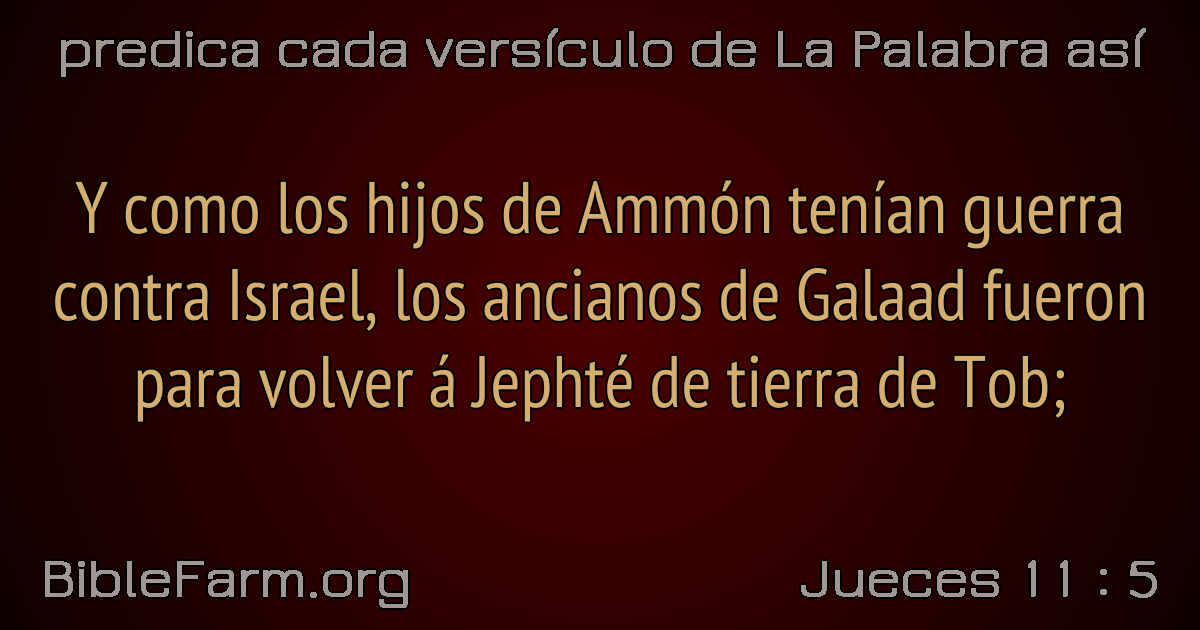 predica cada versículo de La Palabra así
Y como los hijos de Ammón tenían guerra
contra Israel, los ancianos de Galaad fueron
para volver á Jephté de tierra de Tob;
BibleFarm.org
Jueces 11 : 5